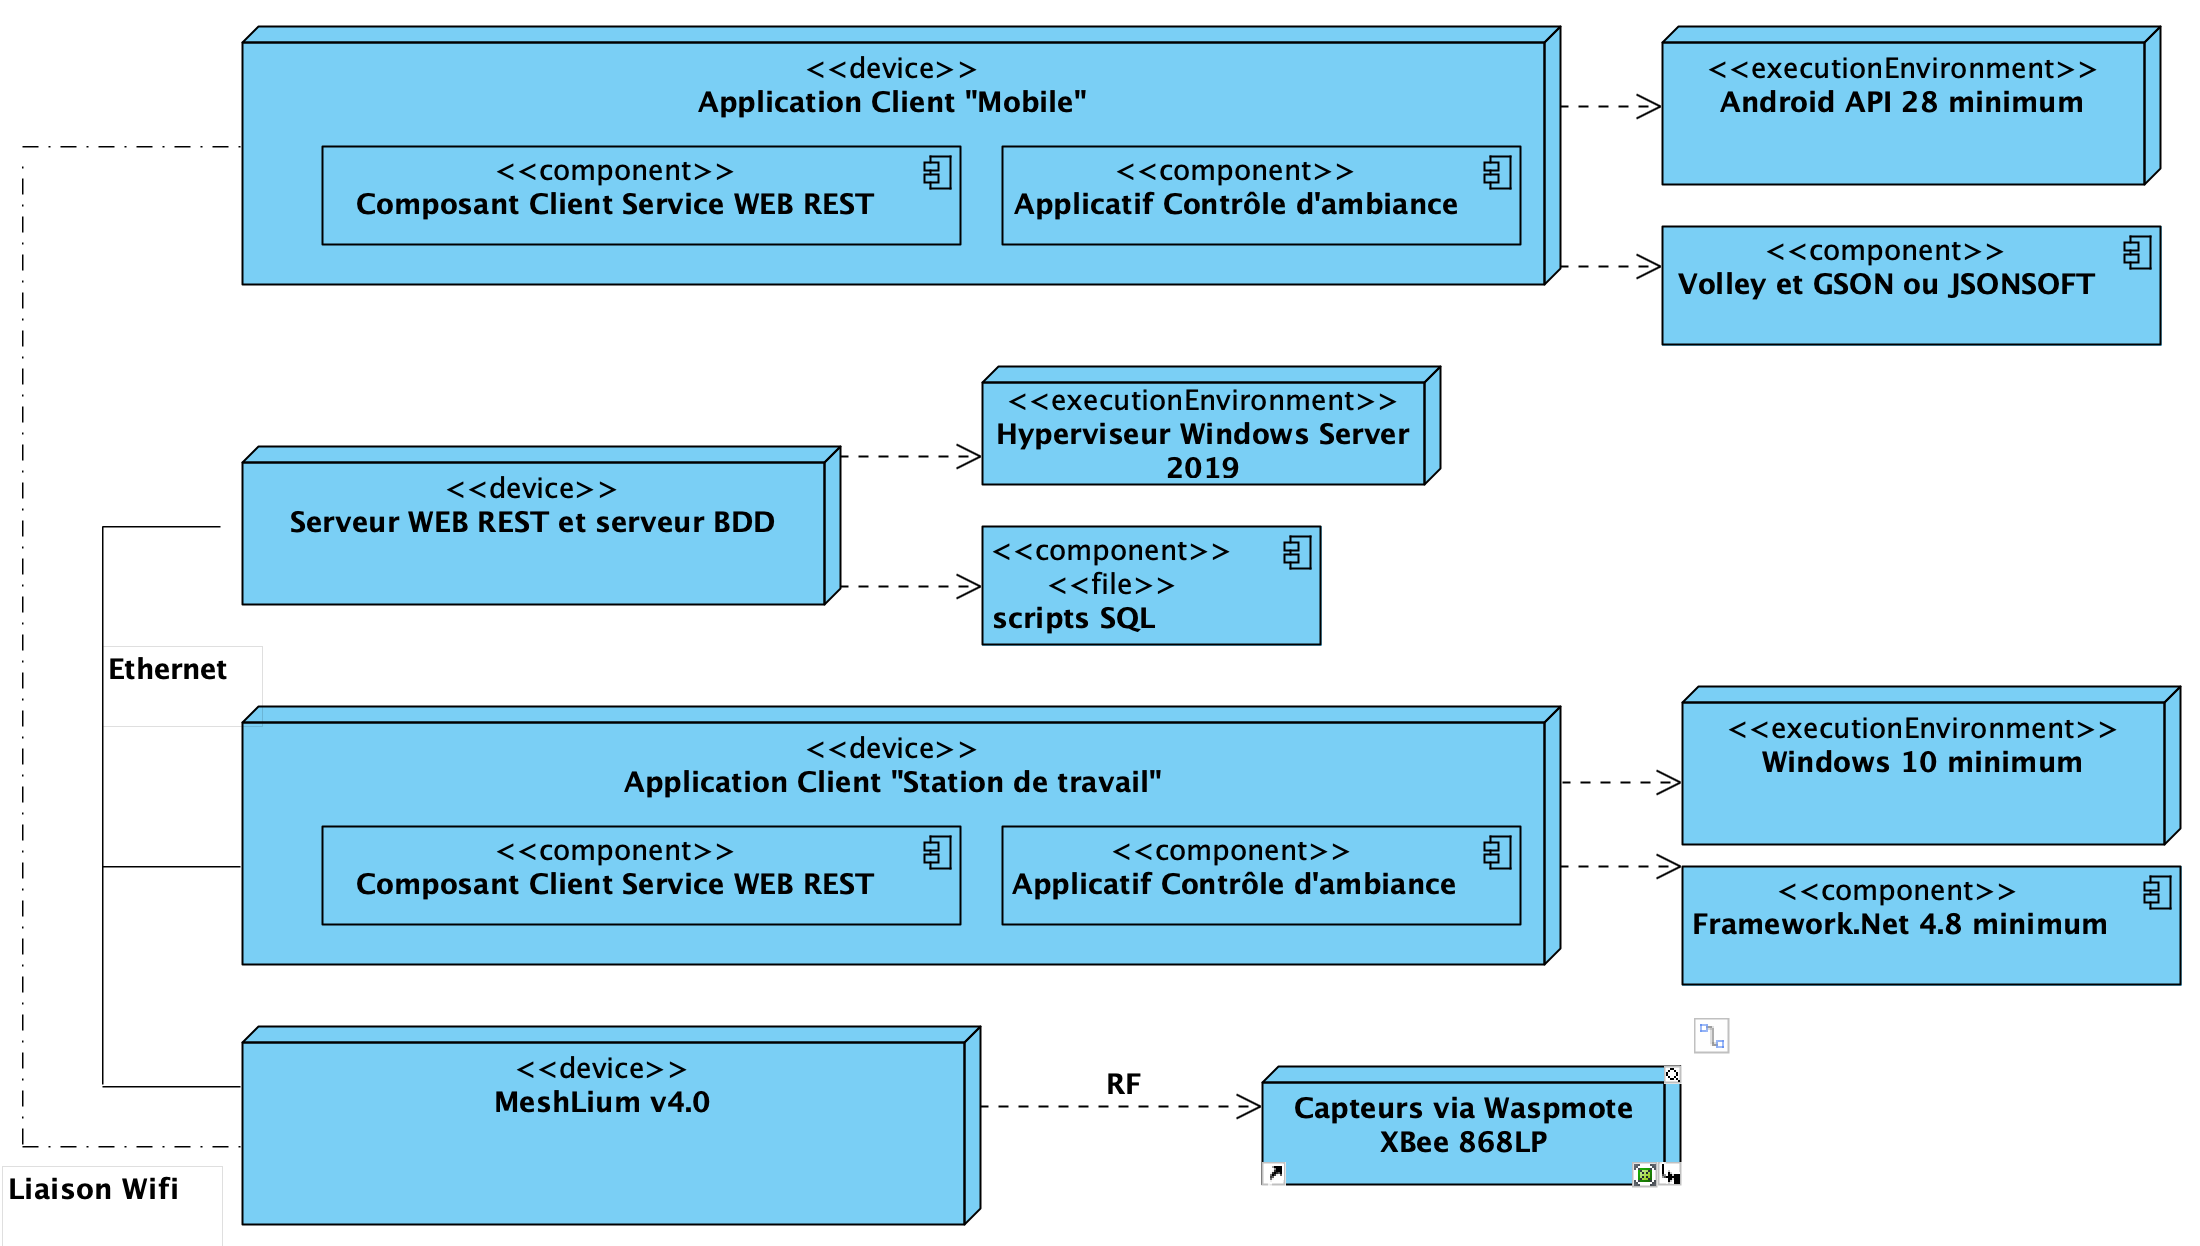 <<device>>
Application Client "Mobile"
<<component>>
Composant Client Service WEB REST
<<component>>
Applicatif Contrôle d'ambiance
<<executionEnvironment>>
Android API 28 minimum
<<component>>
Volley et GSON ou JSONSOFT
<<executionEnvironment>>
Hyperviseur Windows Server
2019
<<device>>
Serveur WEB REST et serveur BDD
<<component>>
<<file>>
scripts SQL
Ethernet
<<device>>
Application Client "Station de travail"
<<component>>
Composant Client Service WEB REST
<<component>>
Applicatif Contrôle d'ambiance
<<executionEnvironment>>
Windows 10 minimum
<<component>>
Framework.Net 4.8 minimum
<<device>>
MeshLium v4.0
RF
Capteurs via Waspmote
XBee 868LP
Liaison Wifi